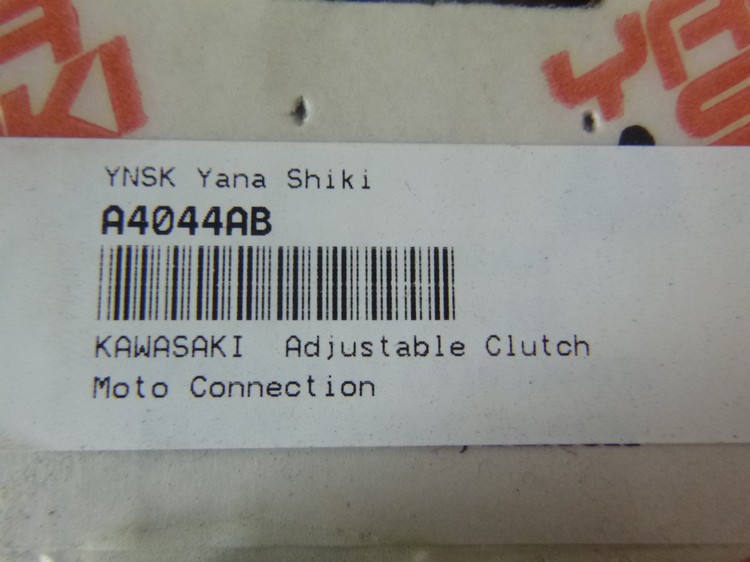 YNSK Yana Shiki
A4044AB
KAWASAKI Adjustable Clutch
Moto Connection